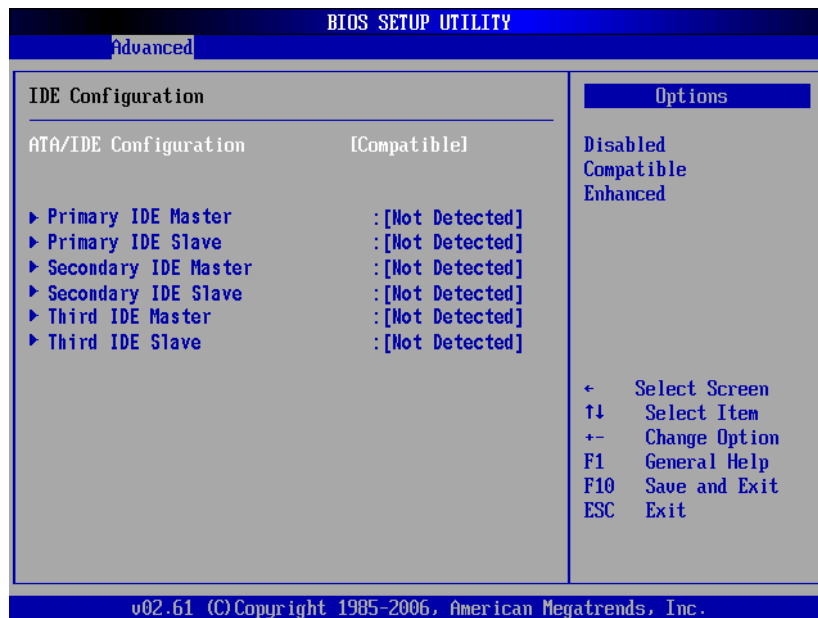 BIOS SETUP UTILITY
Advanced
IDE Configuration
ATA/IDE Configuration [Compatible]
Primary IDE Master :[Not Detected]
Primary IDE Slave :[Not Detected]
Secondary IDE Master :[Not Detected]
Secondary IDE Slave :[Not Detected]
Third IDE Master :[Not Detected]
Third IDE Slave :[Not Detected]
Options
Disabled
Compatible
Enhanced
← Select Screen
↑↓ Select Item
+- Change Option
F1 General Help
F10 Save and Exit
ESC Exit
v02.61 (C)Copyright 1985-2006, American Megatrends, Inc.